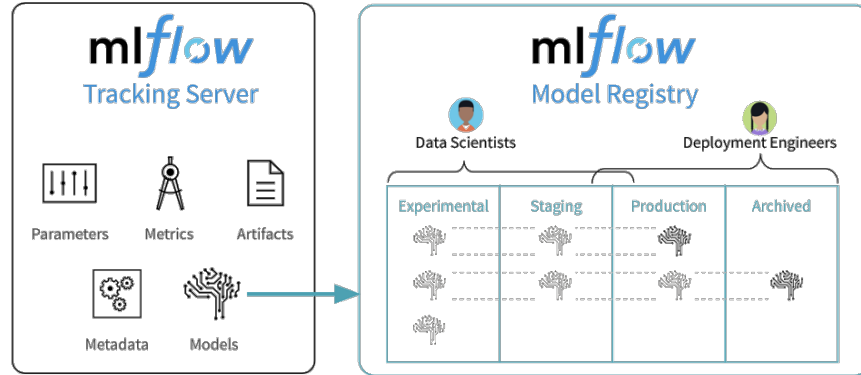 mlflow
Tracking Server
Parameters
Metrics
Artifacts
Metadata
Models
mlflow
Model Registry
Data Scientists
Deployment Engineers
Experimental
Staging
Production
Archived